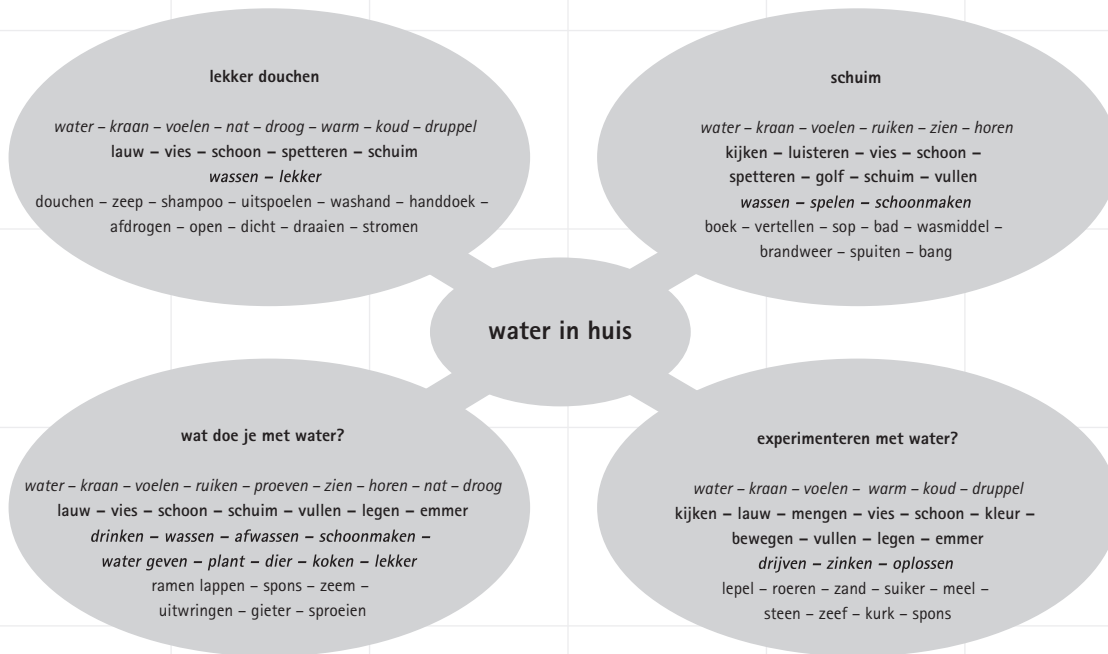 lekker douchen
water – kraan – voelen – nat – droog – warm – koud – druppel
lauw – vies – schoon – spetteren – schuim
wassen – lekker
douchen – zeep – shampoo – uitspoelen – washand – handdoek –
afdrogen – open – dicht – draaien – stromen
schuim
water – kraan – voelen – ruiken – zien – horen
kijken – luisteren – vies – schoon –
spetteren – golf – schuim – vullen
wassen – spelen – schoonmaken
boek – vertellen – sop – bad – wasmiddel –
brandweer – spuiten – bang
water in huis
wat doe je met water?
water – kraan – voelen – ruiken – proeven – zien – horen – nat – droog
lauw – vies – schoon – schuim – vullen – legen – emmer
drinken – wassen – afwassen – schoonmaken –
water geven – plant – dier – koken – lekker
ramen lappen – spons – zeem –
uitwringen – gieter – sproeien
experimenteren met water?
water – kraan – voelen – warm – koud – druppel
kijken – lauw – mengen – vies – schoon – kleur –
bewegen – vullen – legen – emmer
drijven – zinken – oplossen
lepel – roeren – zand – suiker – meel –
steen – zeef – kurk – spons